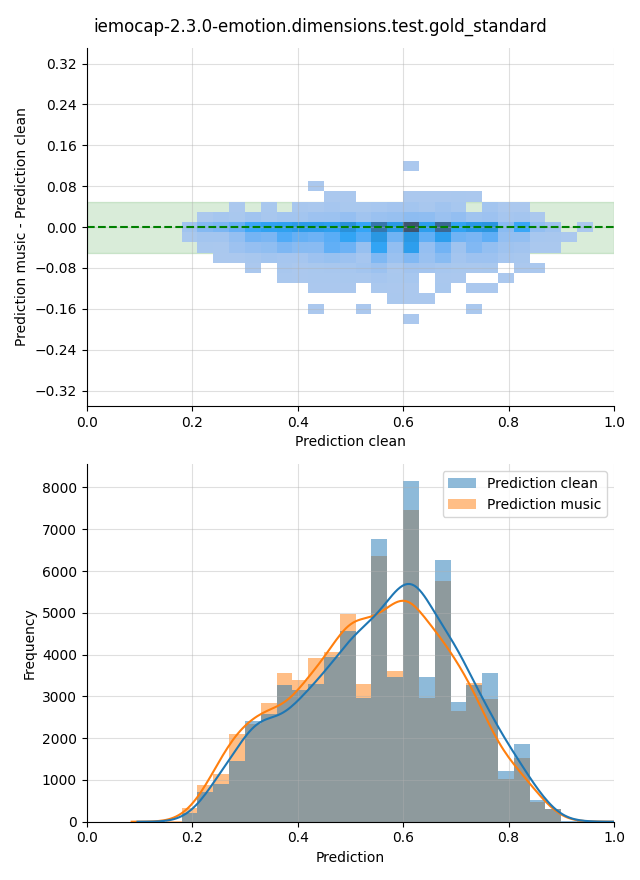 iemocap-2.3.0-emotion.dimensions.test.gold_standard
Prediction music - Prediction clean
0.32
0.24
0.16
0.08
0.00
−0.08
−0.16
−0.24
−0.32
0.0 0.2 0.4 0.6 0.8 1.0
Prediction clean
Frequency
8000
7000
6000
5000
4000
3000
2000
1000
0
Prediction clean
Prediction music
0.0 0.2 0.4 0.6 0.8 1.0
Prediction